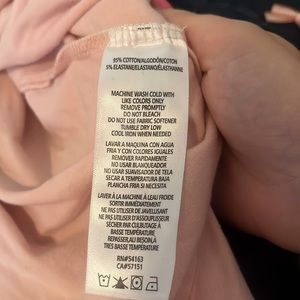 95% COTTON/ALGODÓN/COTON
5% ELASTANE/ELASTANO/ÉLASTHANNE
MACHINE WASH COLD WITH
LIKE COLORS ONLY
REMOVE PROMPTLY
DO NOT BLEACH
DO NOT USE FABRIC SOFTENER
TUMBLE DRY LOW
COOL IRON WHEN NEEDED
LAVAR A MAQUINA CON AGUA
FRIA Y CON COLORES IGUALES
REMOVER RAPIDAMENTE
NO USAR BLANQUEADOR
NO USAR SUAVISADOR DE TELA
SECAR A TEMPERATURA BAJA
PLANCHA FRIA SI NECESITA
LAVER À LA MACHINE À L'EAU FROIDE
SORTIR IMMÉDIATEMENT
NE PAS UTILISER DE JAVELLISANT
NE PAS UTILISER D'ASSOUPLISSEUR
SÉCHER PAR CULBUTAGE À
BASSE TEMPÉRATURE
REPASSER AU BESOIN À
BASSE TEMPÉRATURE
RN#54163
CA#57151